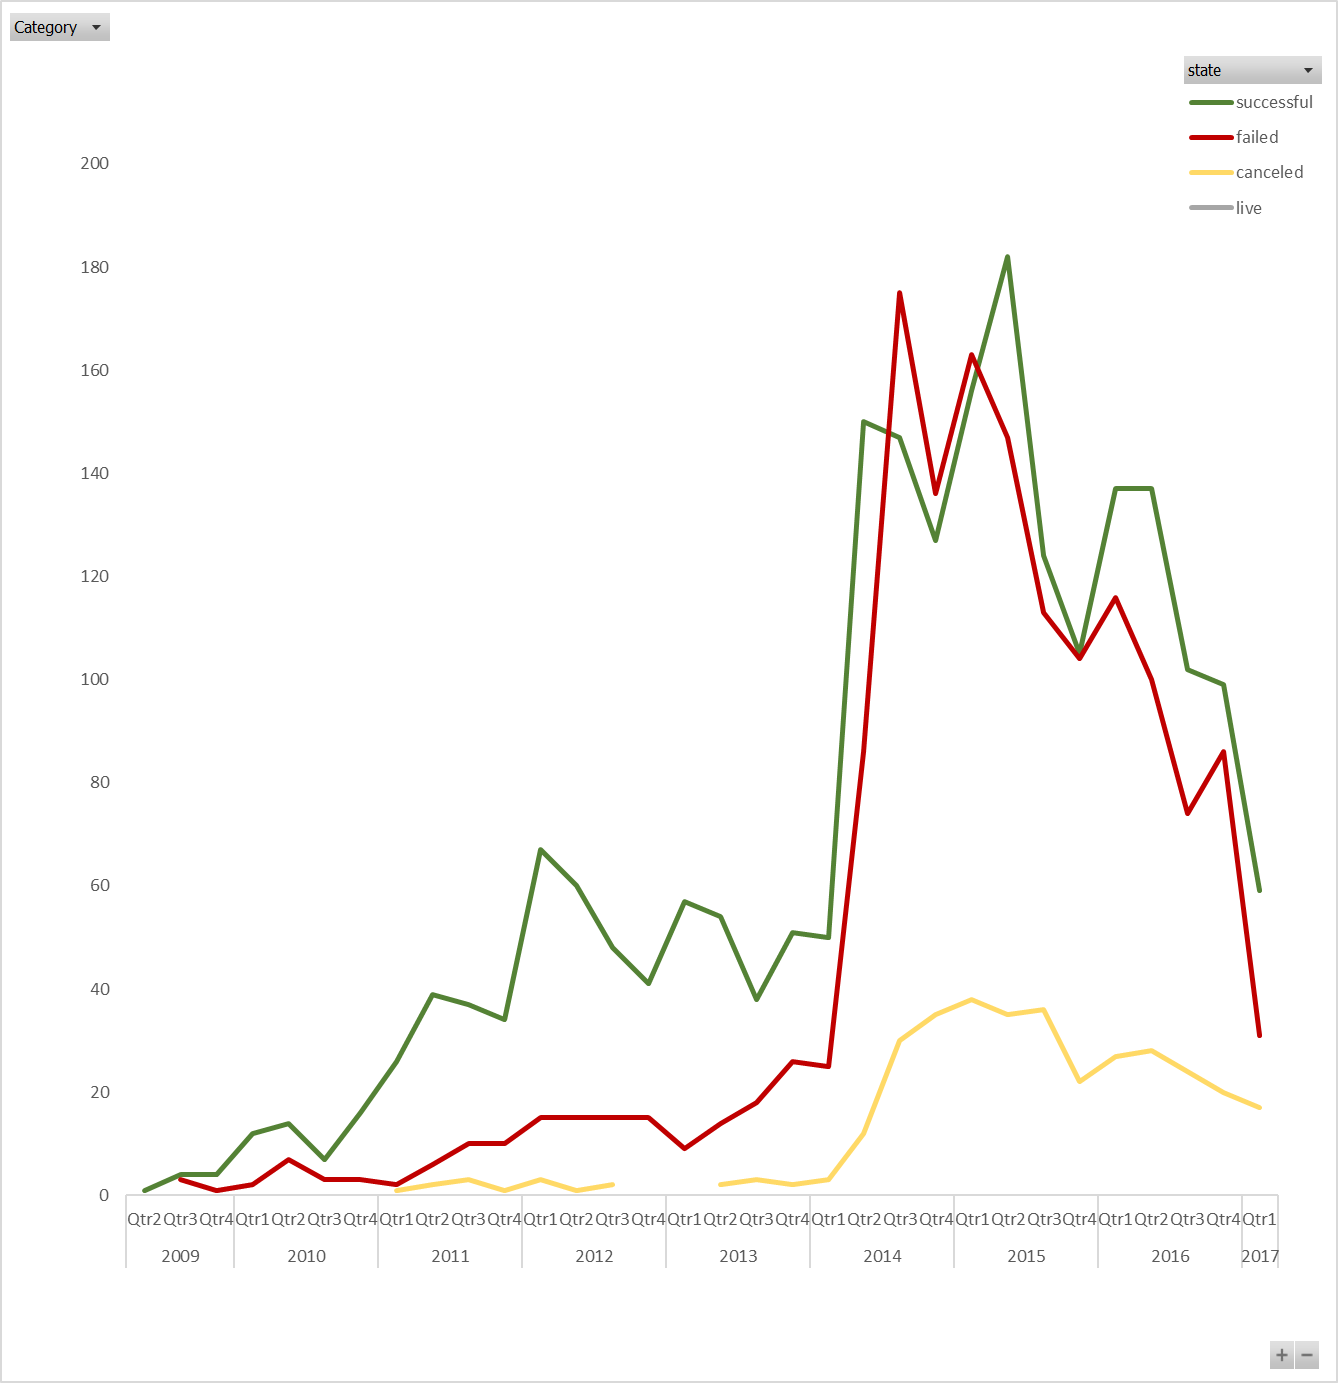 Category
state
successful
failed
canceled
live
200
180
160
140
120
100
80
60
40
20
0
Qtr2 Qtr3 Qtr4 Qtr1 Qtr2 Qtr3 Qtr4 Qtr1 Qtr2 Qtr3 Qtr4 Qtr1 Qtr2 Qtr3 Qtr4 Qtr1 Qtr2 Qtr3 Qtr4 Qtr1 Qtr2 Qtr3 Qtr4 Qtr1 Qtr2 Qtr3 Qtr4 Qtr1 Qtr2 Qtr3 Qtr4 Qtr1
2009 2010 2011 2012 2013 2014 2015 2016 2017
+ −